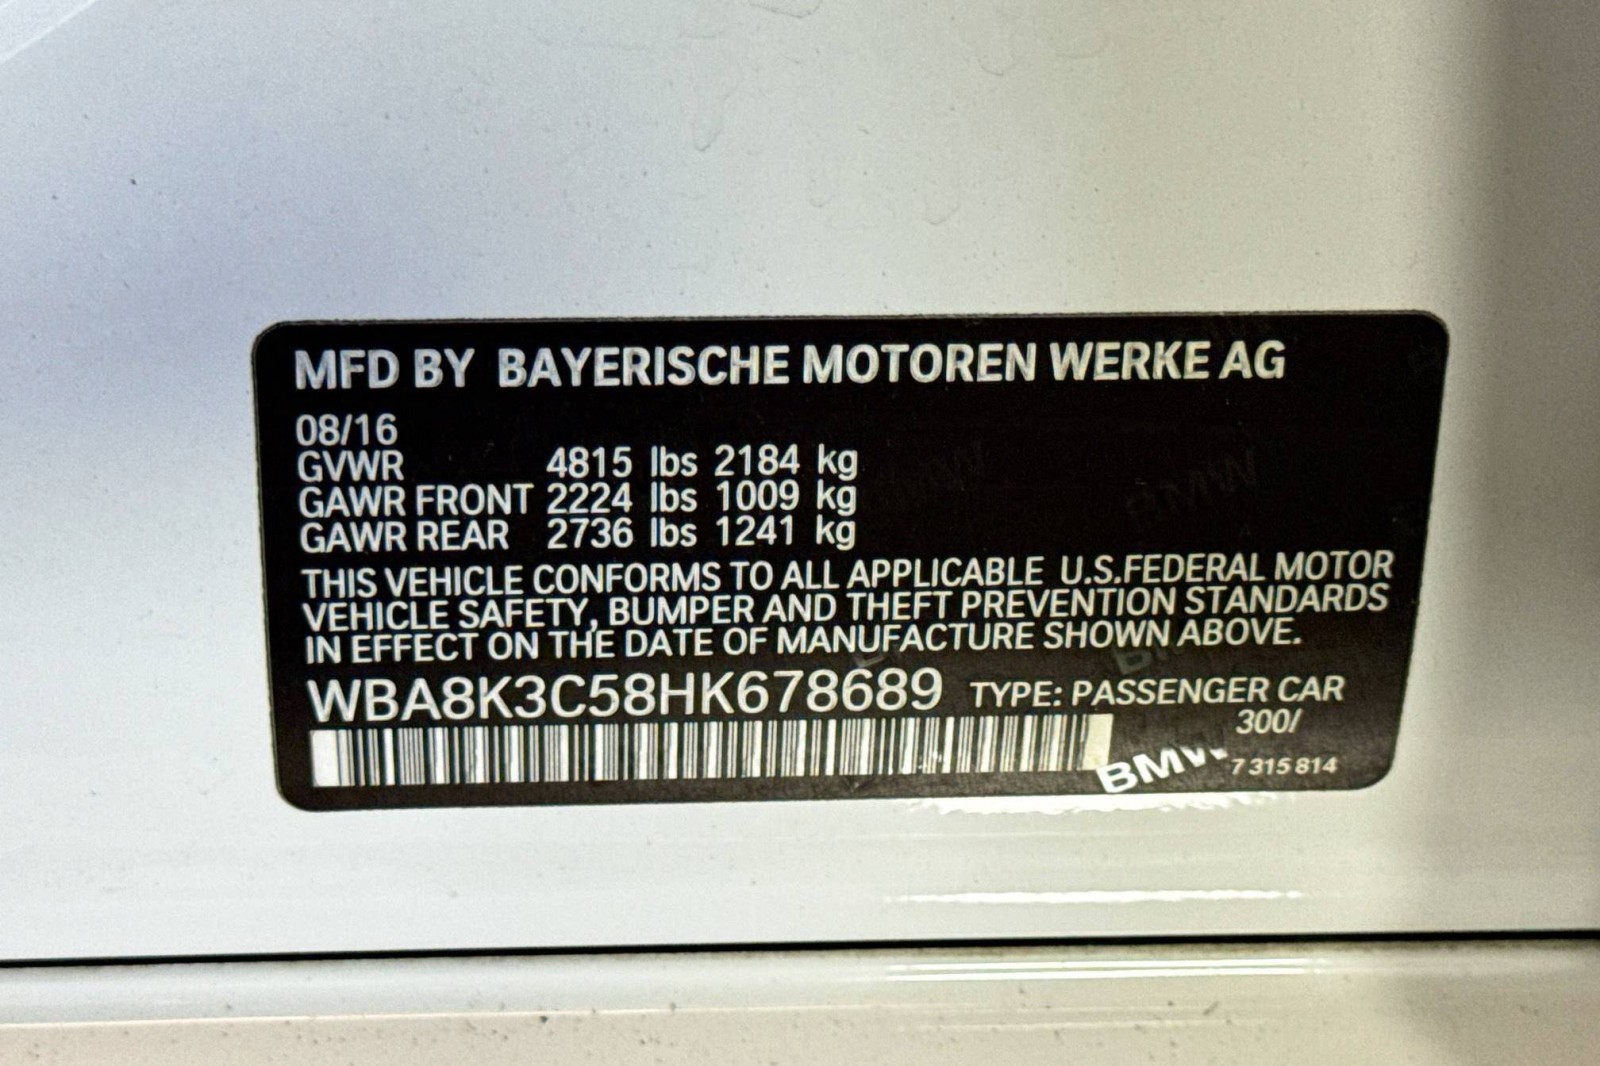 MFD BY BAYERISCHE MOTOREN WERKE AG
08/16
GVWR 4815 lbs 2184 kg
GAWR FRONT 2224 lbs 1009 kg
GAWR REAR 2736 lbs 1241 kg
THIS VEHICLE CONFORMS TO ALL APPLICABLE U.S.FEDERAL MOTOR
VEHICLE SAFETY, BUMPER AND THEFT PREVENTION STANDARDS
IN EFFECT ON THE DATE OF MANUFACTURE SHOWN ABOVE.
WBA8K3C58HK678689 TYPE: PASSENGER CAR
300/
BMW 7 315 814
BMW